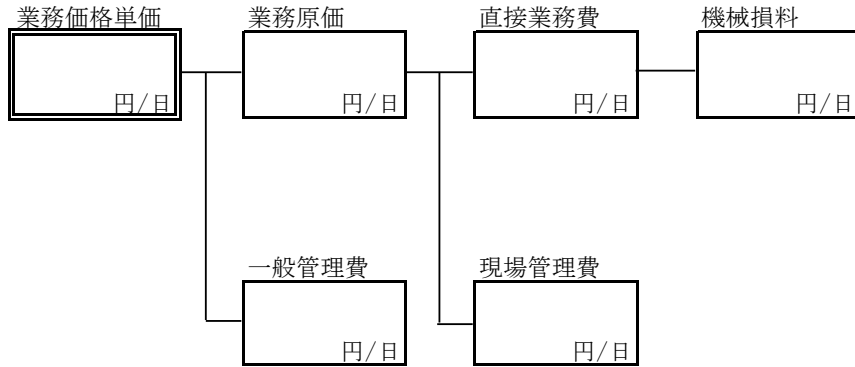 業務価格単価 業務原価 直接業務費 機械損料
円/日 円/日 円/日 円/日
一般管理費 現場管理費
円/日 円/日